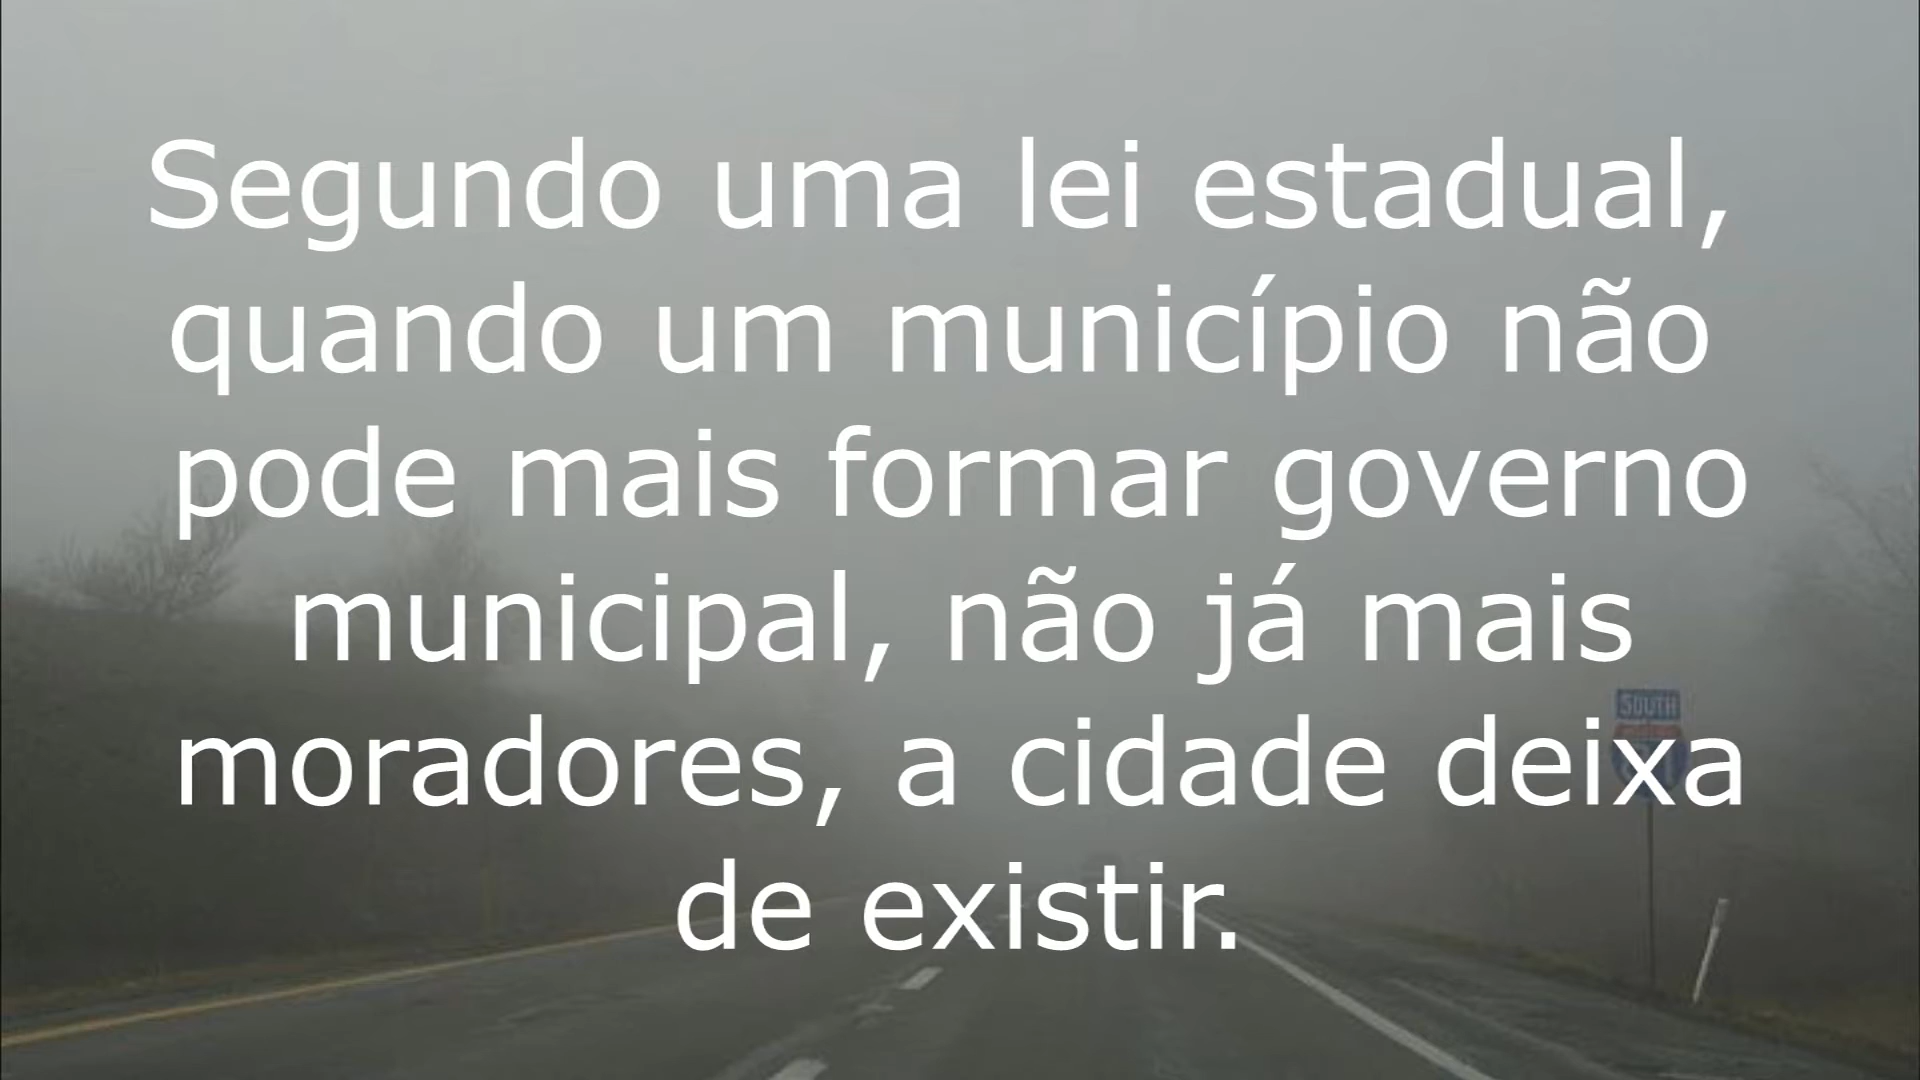 Segundo uma lei estadual,
quando um município não
pode mais formar governo
municipal, não já mais
moradores, a cidade deixa
de existir.
SOUTH